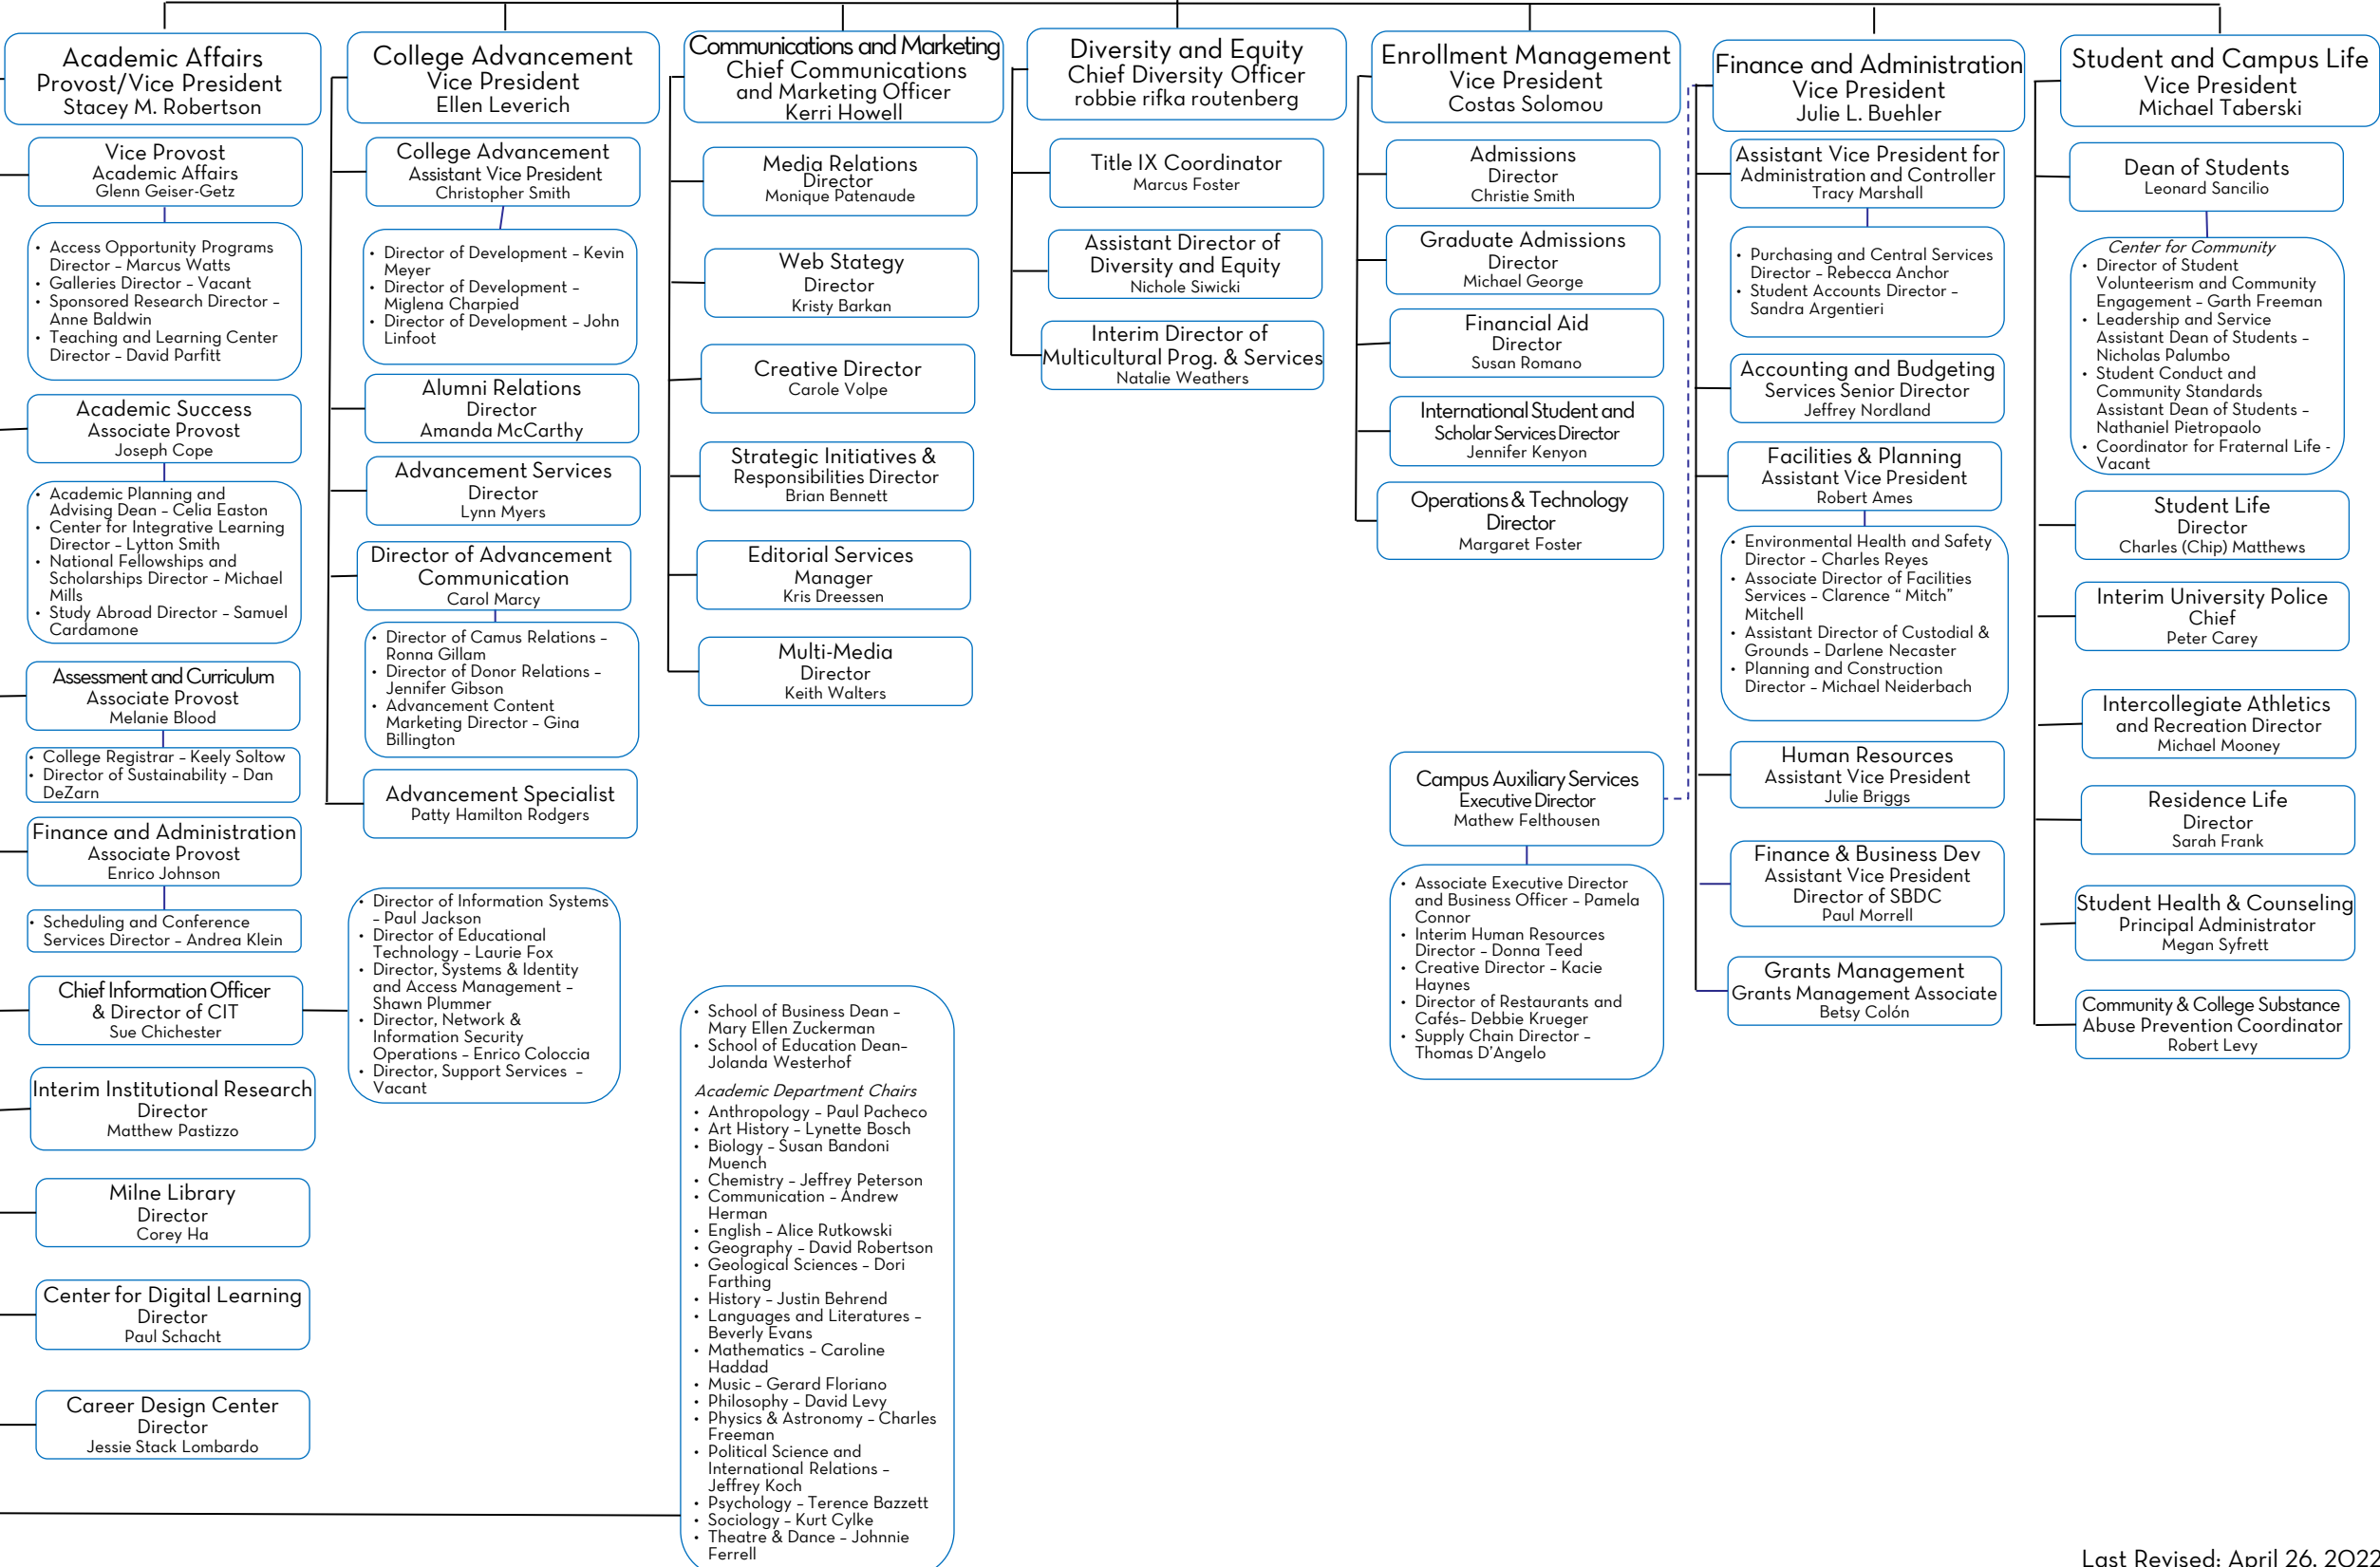 Academic Affairs
Provost/Vice President
Stacey M. Robertson
Vice Provost
Academic Affairs
Glenn Geiser-Getz
• Access Opportunity Programs
Director – Marcus Watts
• Galleries Director – Vacant
• Sponsored Research Director –
Anne Baldwin
• Teaching and Learning Center
Director – David Parfitt
Academic Success
Associate Provost
Joseph Cope
• Academic Planning and
Advising Dean – Celia Easton
• Center for Integrative Learning
Director – Lytton Smith
• National Fellowships and
Scholarships Director – Michael
Mills
• Study Abroad Director – Samuel
Cardamone
Assessment and Curriculum
Associate Provost
Melanie Blood
• College Registrar – Keely Soltow
• Director of Sustainability – Dan
DeZarn
Finance and Administration
Associate Provost
Enrico Johnson
• Scheduling and Conference
Services Director – Andrea Klein
Chief Information Officer
& Director of CIT
Sue Chichester
Interim Institutional Research
Director
Matthew Pastizzo
Milne Library
Director
Corey Ha
Center for Digital Learning
Director
Paul Schacht
Career Design Center
Director
Jessie Stack Lombardo
College Advancement
Vice President
Ellen Leverich
College Advancement
Assistant Vice President
Christopher Smith
• Director of Development – Kevin
Meyer
• Director of Development –
Miglena Charpied
• Director of Development – John
Linfoot
Alumni Relations
Director
Amanda McCarthy
Advancement Services
Director
Lynn Myers
Director of Advancement
Communication
Carol Marcy
• Director of Camus Relations –
Ronna Gillam
• Director of Donor Relations –
Jennifer Gibson
• Advancement Content
Marketing Director – Gina
Billington
Advancement Specialist
Patty Hamilton Rodgers
• Director of Information Systems
– Paul Jackson
• Director of Educational
Technology – Laurie Fox
• Director, Systems & Identity
and Access Management –
Shawn Plummer
• Director, Network &
Information Security
Operations – Enrico Coloccia
• Director, Support Services –
Vacant
Communications and Marketing
Chief Communications
and Marketing Officer
Kerri Howell
Media Relations
Director
Monique Patenaude
Web Stategy
Director
Kristy Barkan
Creative Director
Carole Volpe
Strategic Initiatives &
Responsibilities Director
Brian Bennett
Editorial Services
Manager
Kris Dreessen
Multi-Media
Director
Keith Walters
• School of Business Dean –
Mary Ellen Zuckerman
• School of Education Dean–
Jolanda Westerhof
Academic Department Chairs
• Anthropology – Paul Pacheco
• Art History – Lynette Bosch
• Biology – Susan Bandoni
Muench
• Chemistry – Jeffrey Peterson
• Communication – Andrew
Herman
• English – Alice Rutkowski
• Geography – David Robertson
• Geological Sciences – Dori
Farthing
• History – Justin Behrend
• Languages and Literatures –
Beverly Evans
• Mathematics – Caroline
Haddad
• Music – Gerard Floriano
• Philosophy – David Levy
• Physics & Astronomy – Charles
Freeman
• Political Science and
International Relations –
Jeffrey Koch
• Psychology – Terence Bazzett
• Sociology – Kurt Cylke
• Theatre & Dance – Johnnie
Ferrell
Diversity and Equity
Chief Diversity Officer
robbie rifka routenberg
Title IX Coordinator
Marcus Foster
Assistant Director of
Diversity and Equity
Nichole Siwicki
Interim Director of
Multicultural Prog. & Services
Natalie Weathers
Enrollment Management
Vice President
Costas Solomou
Admissions
Director
Christie Smith
Graduate Admissions
Director
Michael George
Financial Aid
Director
Susan Romano
International Student and
Scholar Services Director
Jennifer Kenyon
Operations & Technology
Director
Margaret Foster
Campus Auxiliary Services
Executive Director
Mathew Felthousen
• Associate Executive Director
and Business Officer – Pamela
Connor
• Interim Human Resources
Director – Donna Teed
• Creative Director – Kacie
Haynes
• Director of Restaurants and
Cafés– Debbie Krueger
• Supply Chain Director –
Thomas D'Angelo
Finance and Administration
Vice President
Julie L. Buehler
Assistant Vice President for
Administration and Controller
Tracy Marshall
• Purchasing and Central Services
Director – Rebecca Anchor
• Student Accounts Director –
Sandra Argentieri
Accounting and Budgeting
Services Senior Director
Jeffrey Nordland
Facilities & Planning
Assistant Vice President
Robert Ames
• Environmental Health and Safety
Director – Charles Reyes
• Associate Director of Facilities
Services – Clarence “ Mitch”
Mitchell
• Assistant Director of Custodial &
Grounds – Darlene Necaster
• Planning and Construction
Director – Michael Neiderbach
Human Resources
Assistant Vice President
Julie Briggs
Finance & Business Dev
Assistant Vice President
Director of SBDC
Paul Morrell
Grants Management
Grants Management Associate
Betsy Colón
Student and Campus Life
Vice President
Michael Taberski
Dean of Students
Leonard Sancilio
Center for Community
• Director of Student
Volunteerism and Community
Engagement – Garth Freeman
• Leadership and Service
Assistant Dean of Students –
Nicholas Palumbo
• Student Conduct and
Community Standards
Assistant Dean of Students –
Nathaniel Pietropaolo
• Coordinator for Fraternal Life -
Vacant
Student Life
Director
Charles (Chip) Matthews
Interim University Police
Chief
Peter Carey
Intercollegiate Athletics
and Recreation Director
Michael Mooney
Residence Life
Director
Sarah Frank
Student Health & Counseling
Principal Administrator
Megan Syfrett
Community & College Substance
Abuse Prevention Coordinator
Robert Levy
Last Revised: April 26, 2022